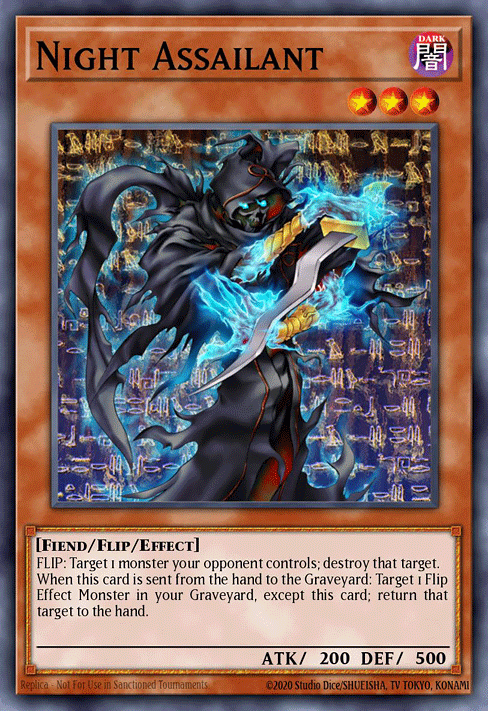 NIGHT ASSAILANT
DARK
闇
[FIEND/FLIP/EFFECT]
FLIP: Target 1 monster your opponent controls; destroy that target.
When this card is sent from the hand to the Graveyard: Target 1 Flip
Effect Monster in your Graveyard, except this card; return that
target to the hand.
ATK/ 200 DEF/ 500
Replica - Not For Use in Sanctioned Tournaments
©2020 Studio Dice/SHUEISHA, TV TOKYO, KONAMI